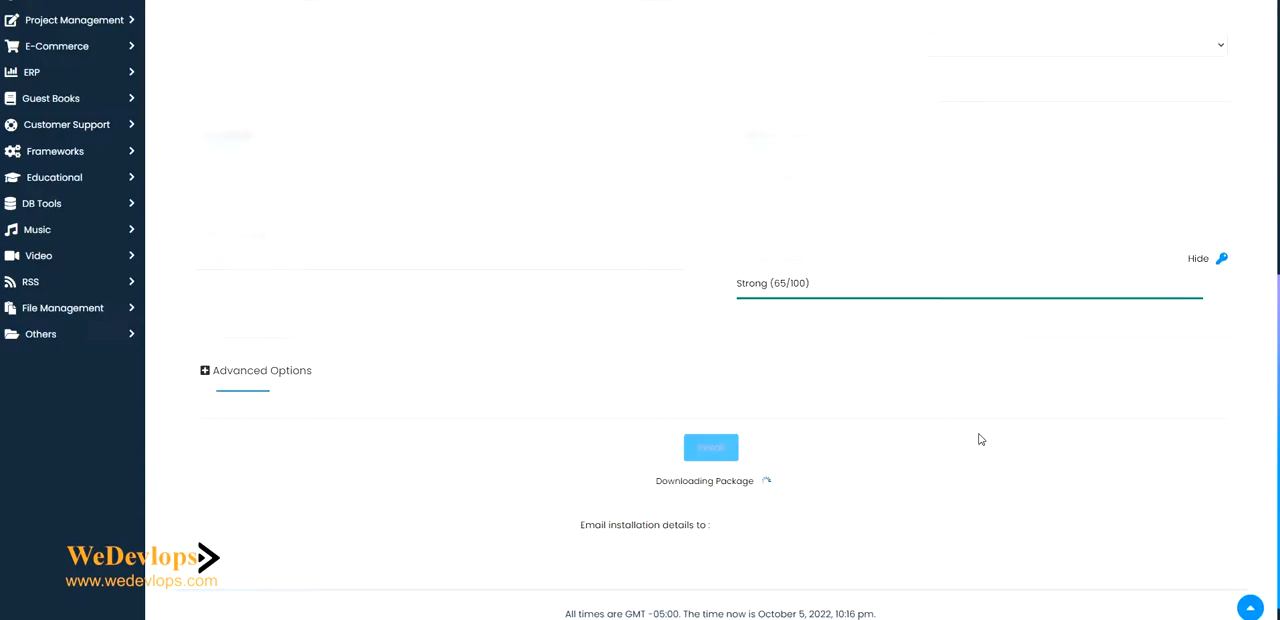 Project Management
E-Commerce
ERP
Guest Books
Customer Support
Frameworks
Educational
DB Tools
Music
Video
RSS
File Management
Others
Hide
Strong (65/100)
Advanced Options
Downloading Package
Email installation details to :
WeDevlops
www.wedevlops.com
All times are GMT -05:00. The time now is October 5, 2022, 10:16 pm.